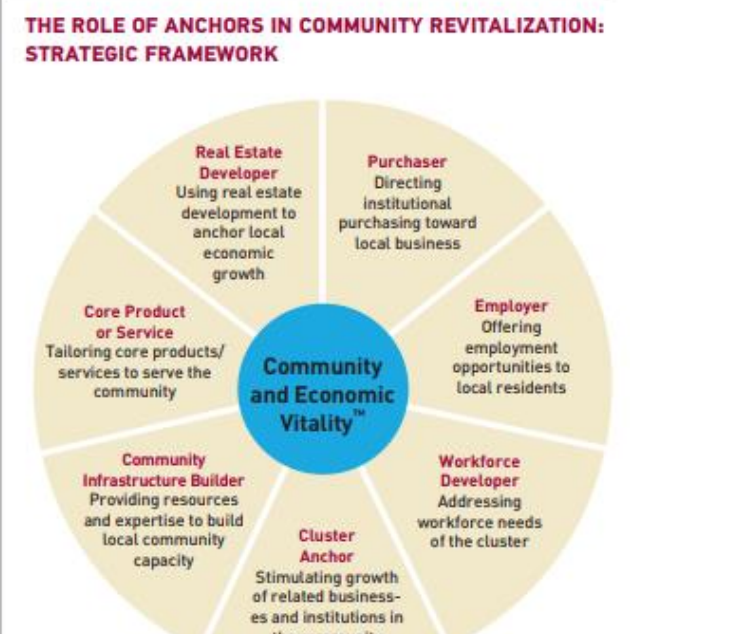 THE ROLE OF ANCHORS IN COMMUNITY REVITALIZATION:
STRATEGIC FRAMEWORK
Real Estate
Developer
Using real estate
development to
anchor local
economic
growth
Purchaser
Directing
institutional
purchasing toward
local business
Core Product
or Service
Tailoring core products/
services to serve the
community
Employer
Offering
employment
opportunities to
local residents
Community
and Economic
Vitality™
Community
Infrastructure Builder
Providing resources
and expertise to build
local community
capacity
Workforce
Developer
Addressing
workforce needs
of the cluster
Cluster
Anchor
Stimulating growth
of related business-
es and institutions in